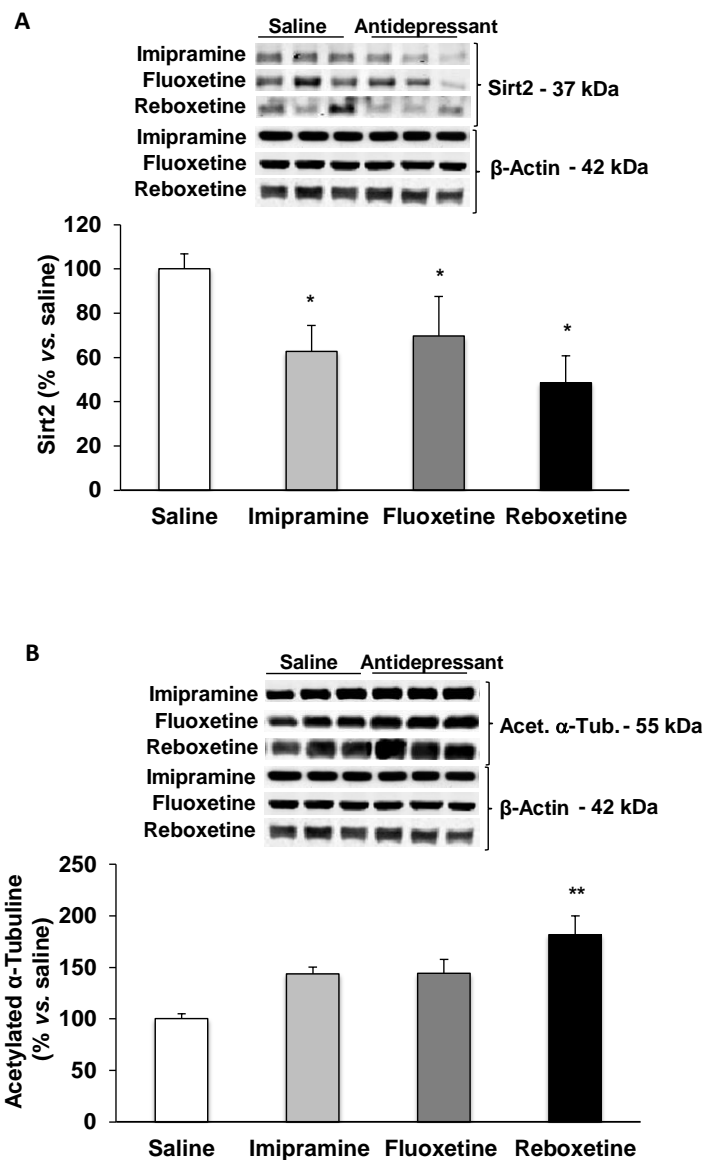 A
Saline Antidepressant
Imipramine
Fluoxetine
Reboxetine
Sirt2 - 37 kDa
Imipramine
Fluoxetine
Reboxetine
β-Actin - 42 kDa
Sirt2 (% vs. saline)
120
100
80
60
40
20
0
*
*
*
Saline Imipramine Fluoxetine Reboxetine
B
Saline Antidepressant
Imipramine
Fluoxetine
Reboxetine
Acet. α-Tub. - 55 kDa
Imipramine
Fluoxetine
Reboxetine
β-Actin - 42 kDa
Acetylated α-Tubuline
(% vs. saline)
250
200
150
100
50
0
**
Saline Imipramine Fluoxetine Reboxetine